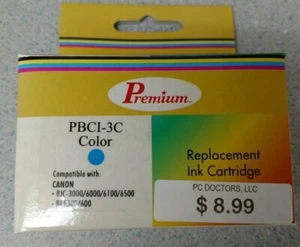 Premium
PBCI-3C
Color
Compatible with:
CANON
- BJC-3000/6000/6100/6500
Replacement
Ink Cartridge
PC DOCTORS, LLC
$ 8.99